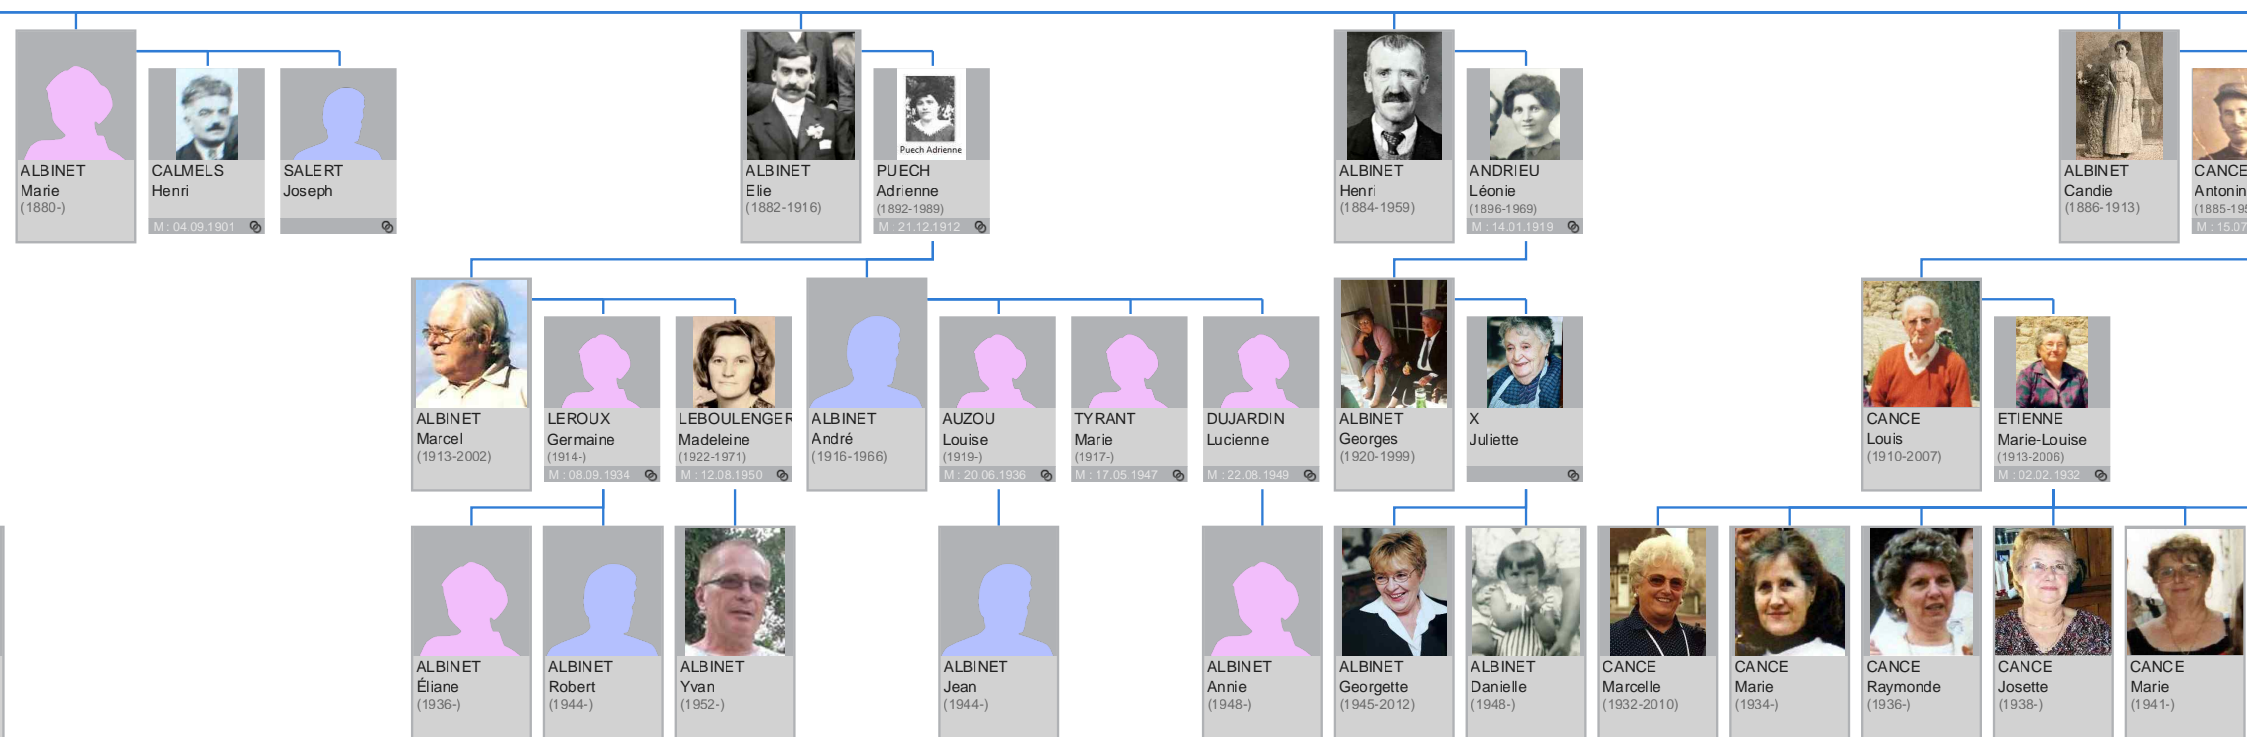 ALBINET
Marie
(1880-)
CALMELS
Henri
M : 04.09.1901
SALERT
Joseph
ALBINET
Elie
(1882-1916)
Puech Adrienne
PUECH
Adrienne
(1892-1989)
M : 21.12.1912
ALBINET
Henri
(1884-1959)
ANDRIEU
Léonie
(1896-1969)
M : 14.01.1919
ALBINET
Candie
(1886-1913)
CANCE
Antonin
(1885-195
M : 15.07
ALBINET
Marcel
(1913-2002)
LEROUX
Germaine
(1914-)
M : 08.09.1934
LEBOULENGER
Madeleine
(1922-1971)
M : 12.08.1950
ALBINET
André
(1916-1966)
AUZOU
Louise
(1919-)
M : 20.06.1936
TYRANT
Marie
(1917-)
M : 17.05.1947
DUJARDIN
Lucienne
M : 22.08.1949
ALBINET
Georges
(1920-1999)
X
Juliette
CANCE
Louis
(1910-2007)
ETIENNE
Marie-Louise
(1913-2006)
M : 02.02.1932
ALBINET
Éliane
(1936-)
ALBINET
Robert
(1944-)
ALBINET
Yvan
(1952-)
ALBINET
Jean
(1944-)
ALBINET
Annie
(1948-)
ALBINET
Georgette
(1945-2012)
ALBINET
Danielle
(1948-)
CANCE
Marcelle
(1932-2010)
CANCE
Marie
(1934-)
CANCE
Raymonde
(1936-)
CANCE
Josette
(1938-)
CANCE
Marie
(1941-)